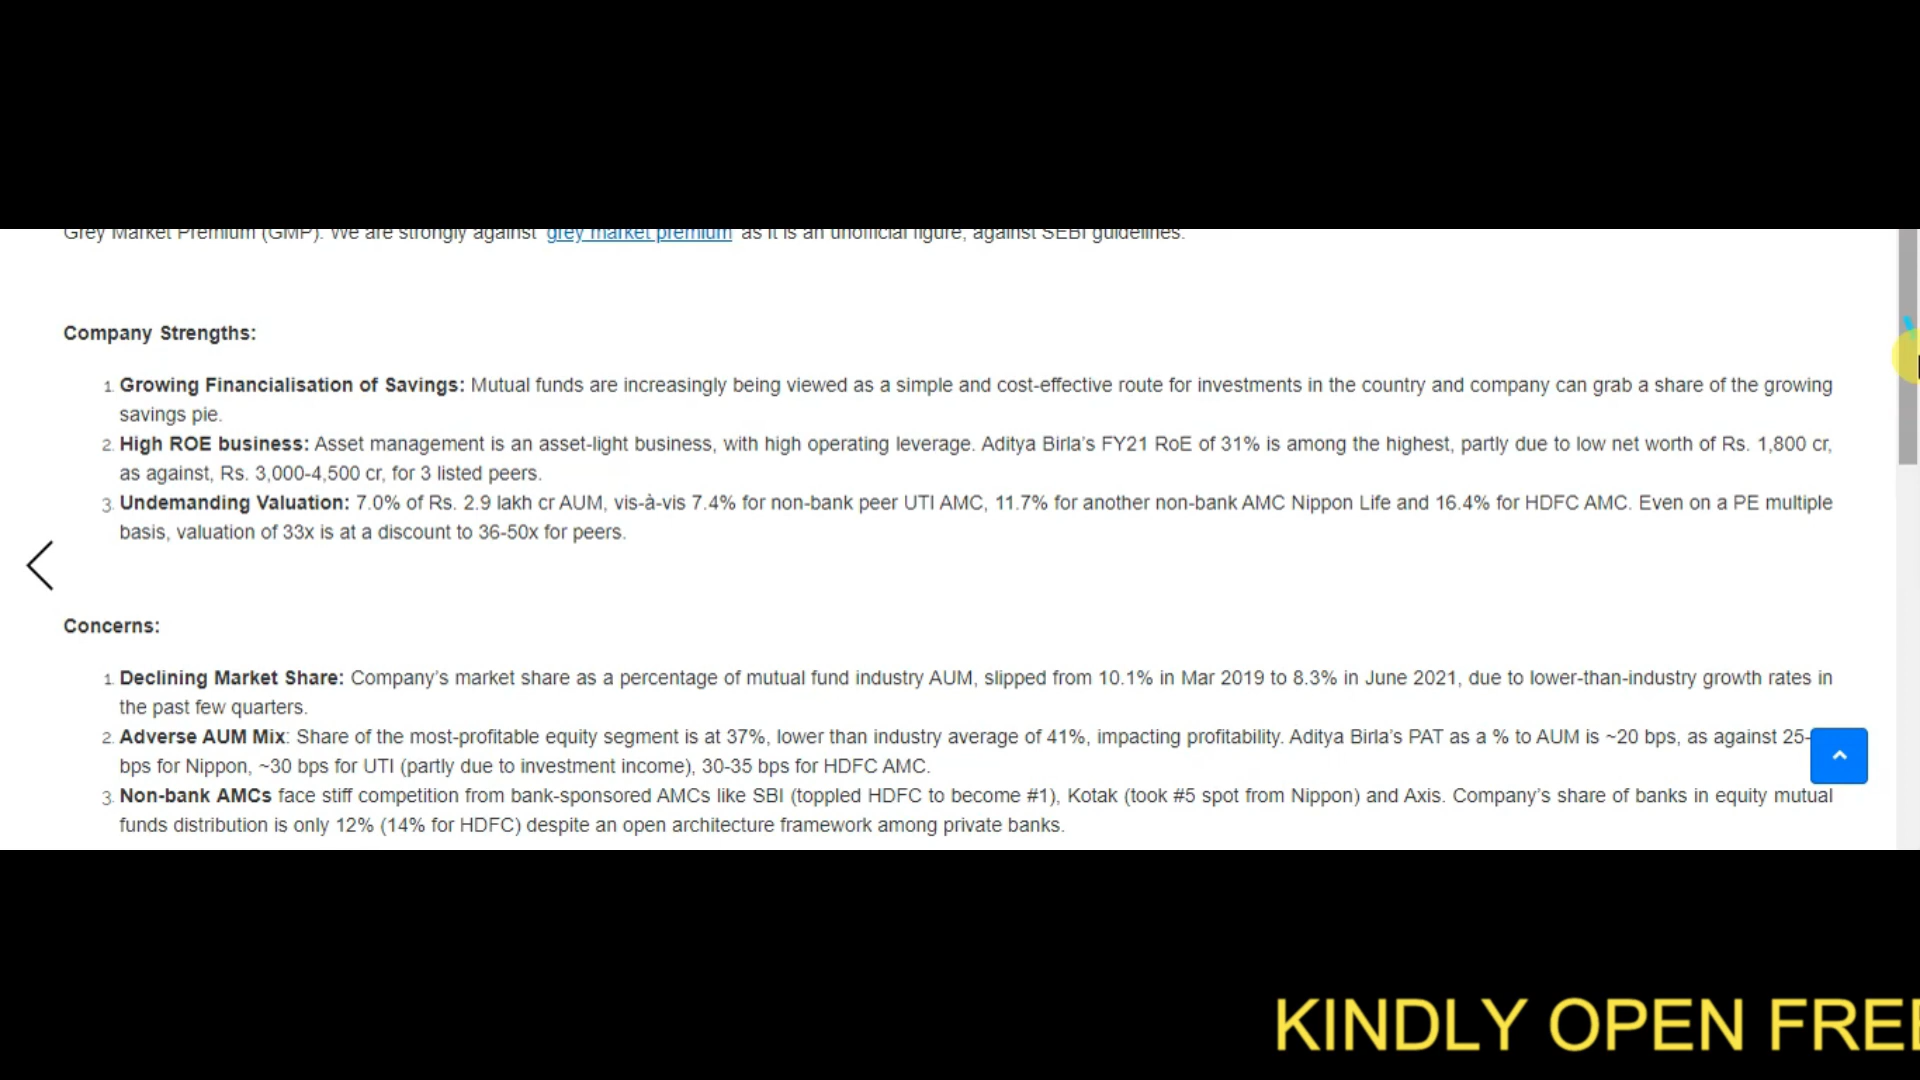 Grey Market Premium (GMP). We are strongly against grey market premium as it is an unofficial figure, against SEBI guidelines.
Company Strengths:
1. Growing Financialisation of Savings: Mutual funds are increasingly being viewed as a simple and cost-effective route for investments in the country and company can grab a share of the growing
savings pie.
2. High ROE business: Asset management is an asset-light business, with high operating leverage. Aditya Birla's FY21 RoE of 31% is among the highest, partly due to low net worth of Rs. 1,800 cr,
as against, Rs. 3,000-4,500 cr, for 3 listed peers.
3. Undemanding Valuation: 7.0% of Rs. 2.9 lakh cr AUM, vis-à-vis 7.4% for non-bank peer UTI AMC, 11.7% for another non-bank AMC Nippon Life and 16.4% for HDFC AMC. Even on a PE multiple
basis, valuation of 33x is at a discount to 36-50x for peers.
Concerns:
1. Declining Market Share: Company's market share as a percentage of mutual fund industry AUM, slipped from 10.1% in Mar 2019 to 8.3% in June 2021, due to lower-than-industry growth rates in
the past few quarters.
2. Adverse AUM Mix: Share of the most-profitable equity segment is at 37%, lower than industry average of 41%, impacting profitability. Aditya Birla's PAT as a % to AUM is ~20 bps, as against 25-
bps for Nippon, ~30 bps for UTI (partly due to investment income), 30-35 bps for HDFC AMC.
3. Non-bank AMCs face stiff competition from bank-sponsored AMCs like SBI (toppled HDFC to become #1), Kotak (took #5 spot from Nippon) and Axis. Company's share of banks in equity mutual
funds distribution is only 12% (14% for HDFC) despite an open architecture framework among private banks.
KINDLY OPEN FREE